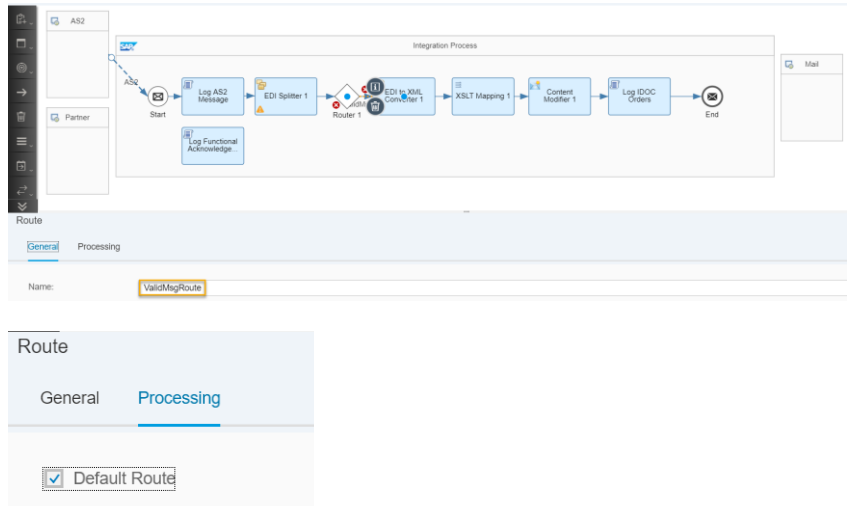 AS2
SAP
Integration Process
Mail
AS2
Log AS2
Message
EDI Splitter 1
EDI to XML
Converter 1
XSLT Mapping 1
Content
Modifier 1
Log IDOC
Orders
Start
Router 1
End
Partner
Log Functional
Acknowledge...
Route
General Processing
Name: ValidMsgRoute
Route
General Processing
Default Route